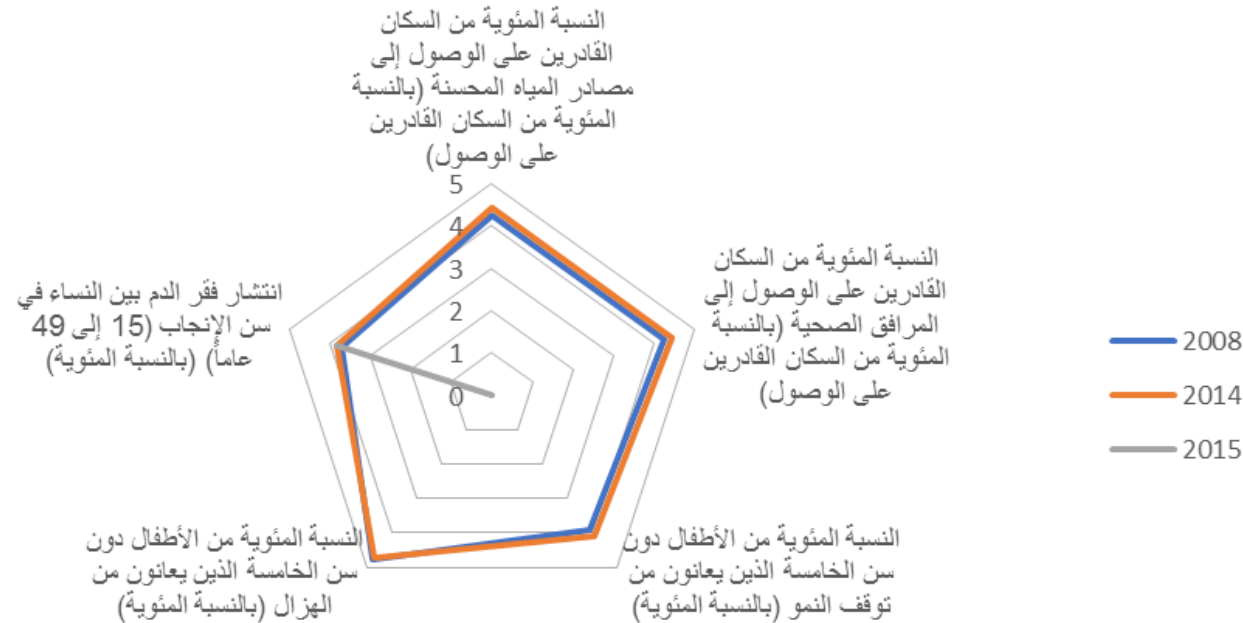 النسبة المئوية من السكان
القادرين على الوصول إلى
مصادر المياه المحسنة (بالنسبة
المئوية من السكان القادرين
على الوصول)
5
4
3
2
1
0
النسبة المئوية من السكان
القادرين على الوصول إلى
المرافق الصحية (بالنسبة
المئوية من السكان القادرين
على الوصول)
النسبة المئوية من الأطفال دون
سن الخامسة الذين يعانون من
توقف النمو (بالنسبة المئوية)
النسبة المئوية من الأطفال دون
سن الخامسة الذين يعانون من
الهزال (بالنسبة المئوية)
انتشار فقر الدم بين النساء في
سن الإنجاب (15 إلى 49
عاماً) (بالنسبة المئوية)
2008
2014
2015